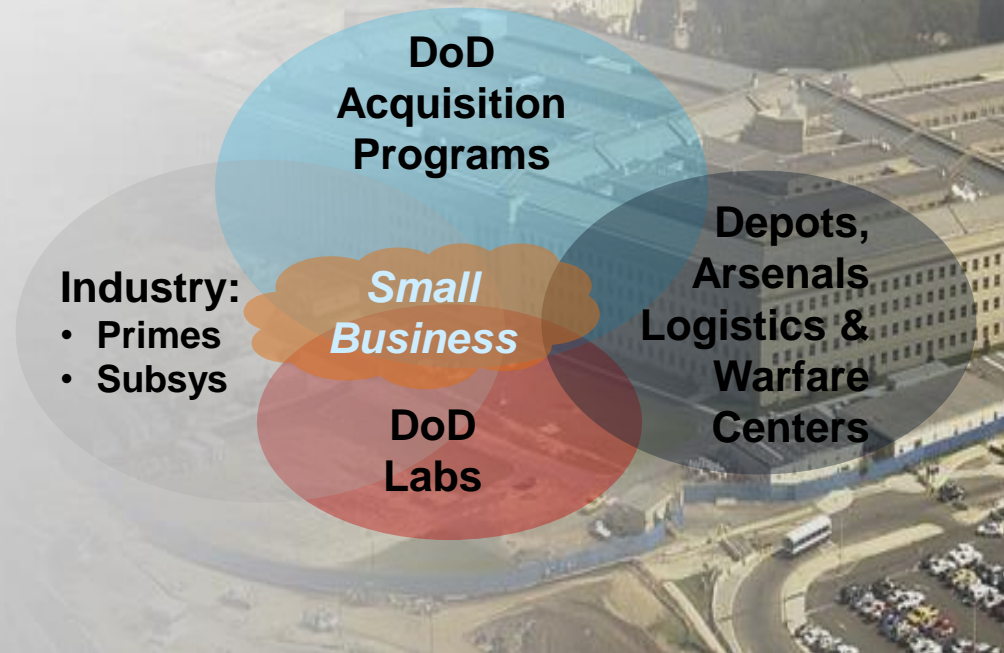 DoD
Acquisition
Programs
Industry:
• Primes
• Subsys
Small
Business
Depots,
Arsenals
Logistics &
Warfare
Centers
DoD
Labs